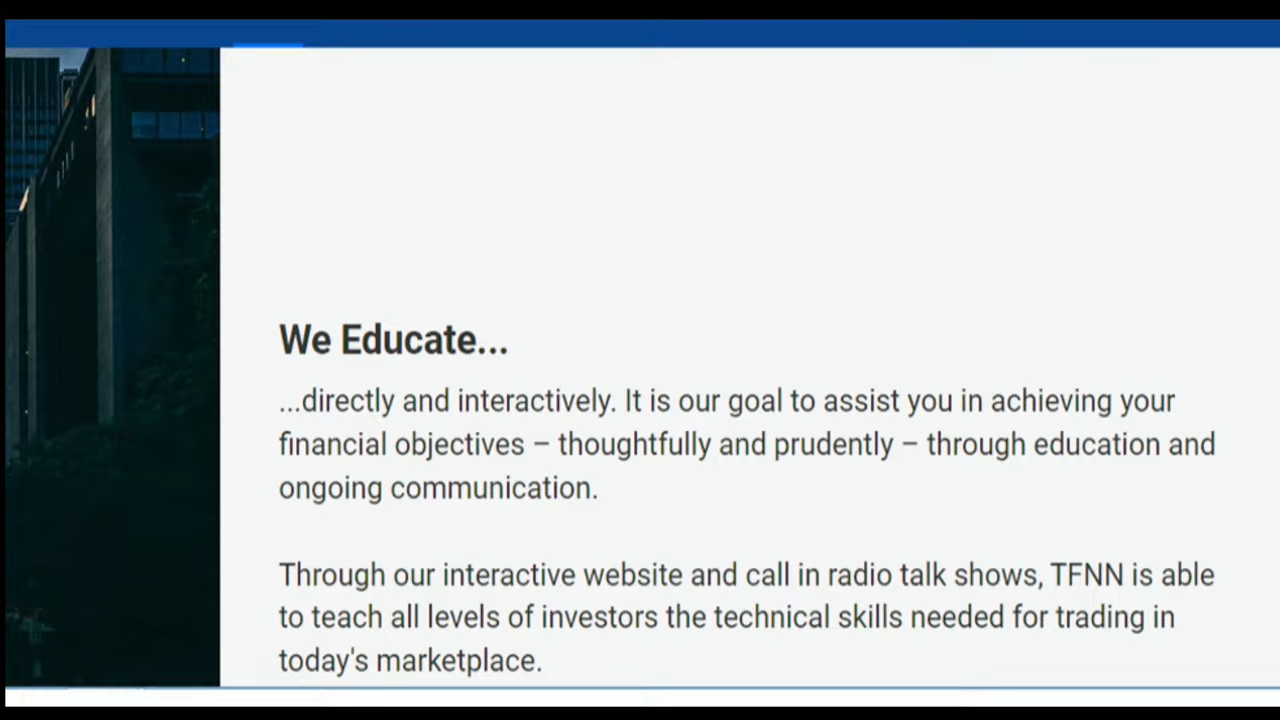 We Educate...
...directly and interactively. It is our goal to assist you in achieving your
financial objectives – thoughtfully and prudently – through education and
ongoing communication.
Through our interactive website and call in radio talk shows, TFNN is able
to teach all levels of investors the technical skills needed for trading in
today's marketplace.